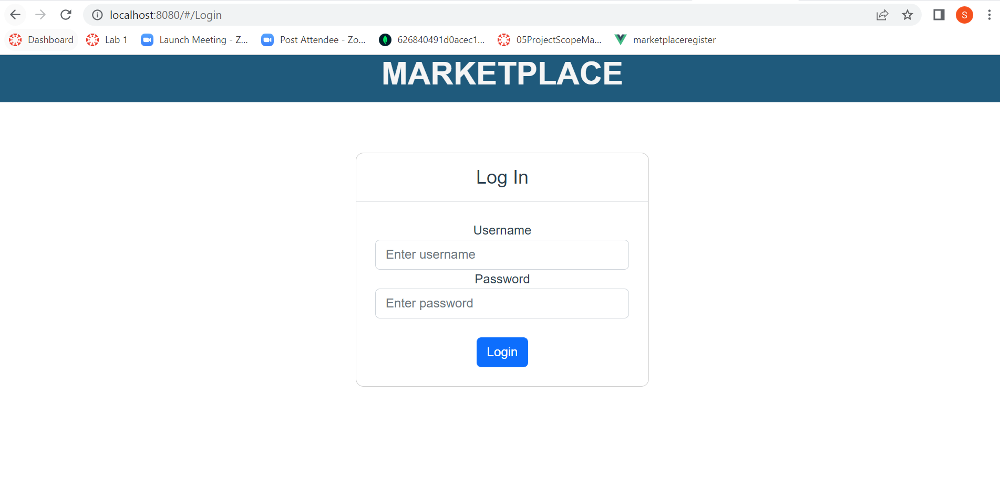 localhost:8080/#/Login
S
Dashboard Lab 1 Launch Meeting - Z... Post Attendee - Zo... 626840491d0acec1... 05ProjectScopeMa... marketplaceregister
MARKETPLACE
Log In
Username
Enter username
Password
Enter password
Login